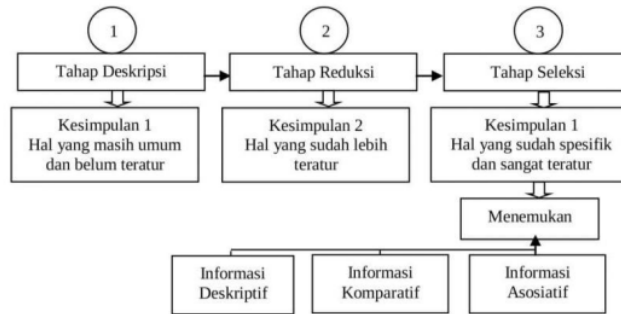 1
2
3
Tahap Deskripsi
Tahap Reduksi
Tahap Seleksi
Kesimpulan 1
Hal yang masih umum
dan belum teratur
Kesimpulan 2
Hal yang sudah lebih
teratur
Kesimpulan 1
Hal yang sudah spesifik
dan sangat teratur
Menemukan
Informasi
Deskriptif
Informasi
Komparatif
Informasi
Asosiatif